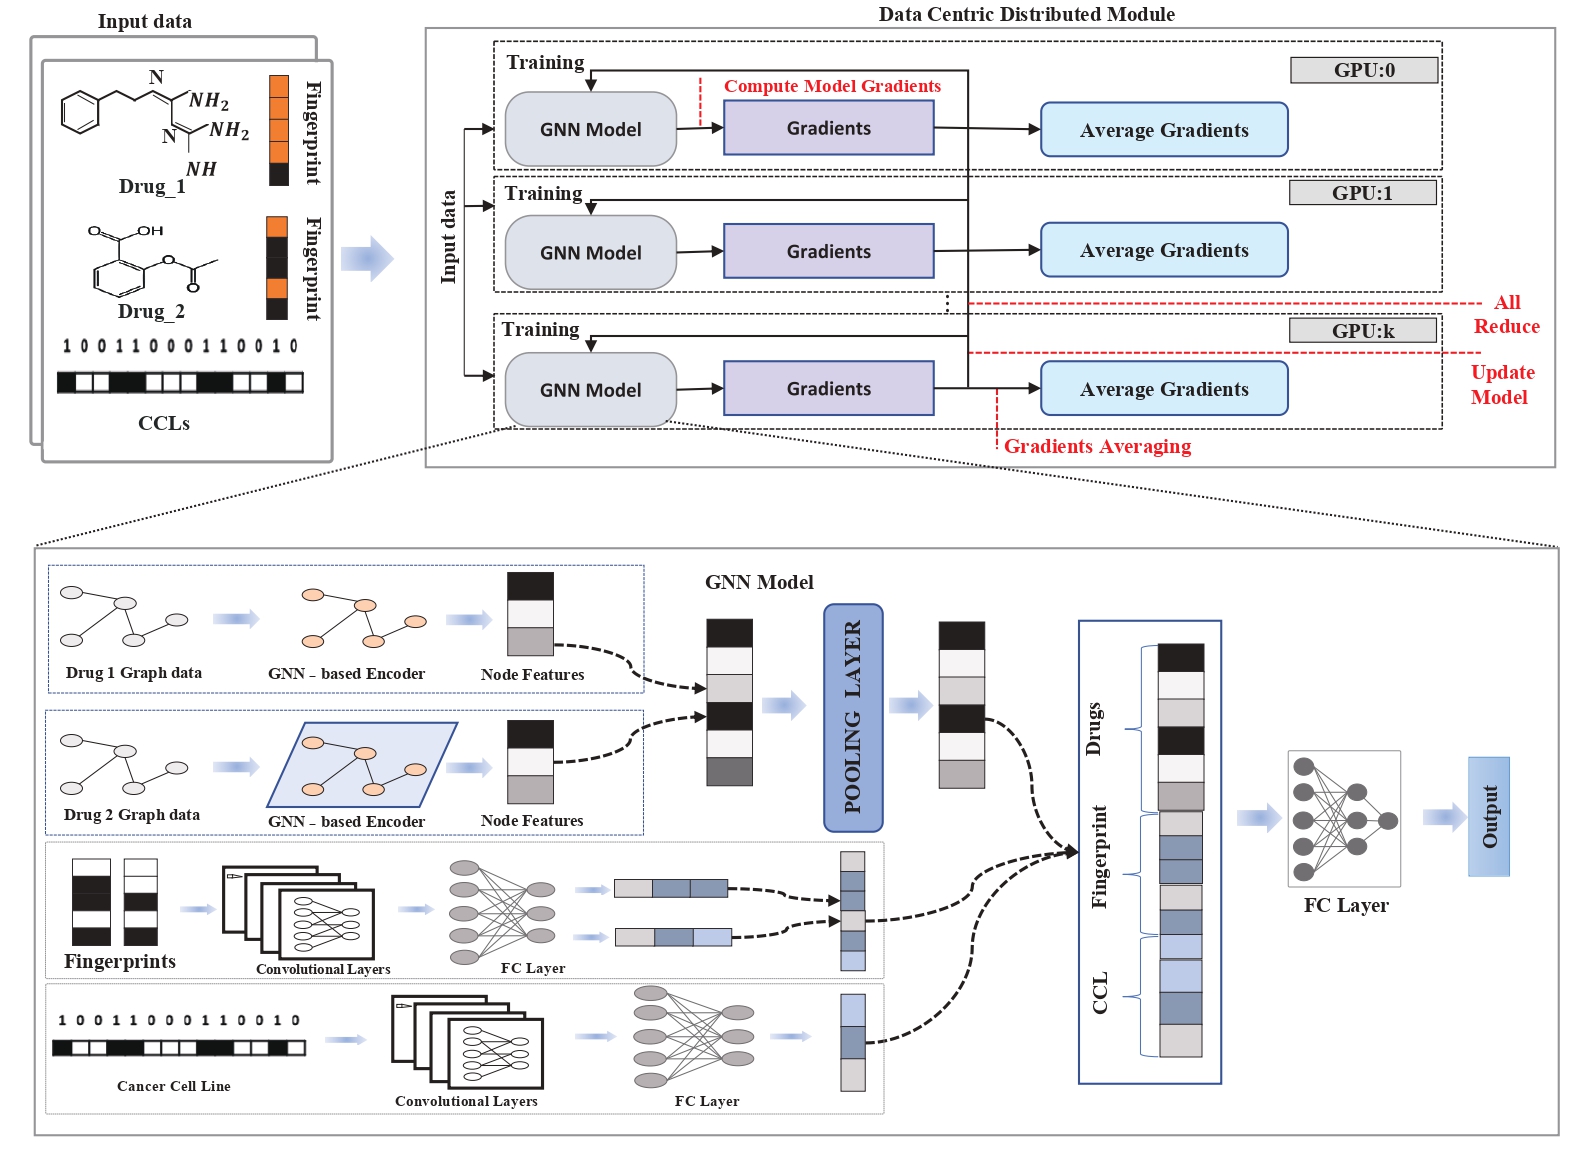 Input data
N
NH2
N
NH2
NH
Drug_1
Fingerprint
O
OH
O
O
Drug_2
Fingerprint
1 0 0 1 1 0 0 0 1 1 0 0 1 0
CCLs
Data Centric Distributed Module
Input data
Training
GPU:0
Compute Model Gradients
GNN Model
Gradients
Average Gradients
Training
GPU:1
GNN Model
Gradients
Average Gradients
All
Reduce
Training
GPU:k
GNN Model
Gradients
Average Gradients
Update
Model
Gradients Averaging
GNN Model
Drug 1 Graph data
GNN – based Encoder
Node Features
Drug 2 Graph data
GNN – based Encoder
Node Features
POOLING LAYER
Fingerprints
Convolutional Layers
FC Layer
1 0 0 1 1 0 0 0 1 1 0 0 1 0
Cancer Cell Line
Convolutional Layers
FC Layer
Drugs
Fingerprint
CCL
FC Layer
Output